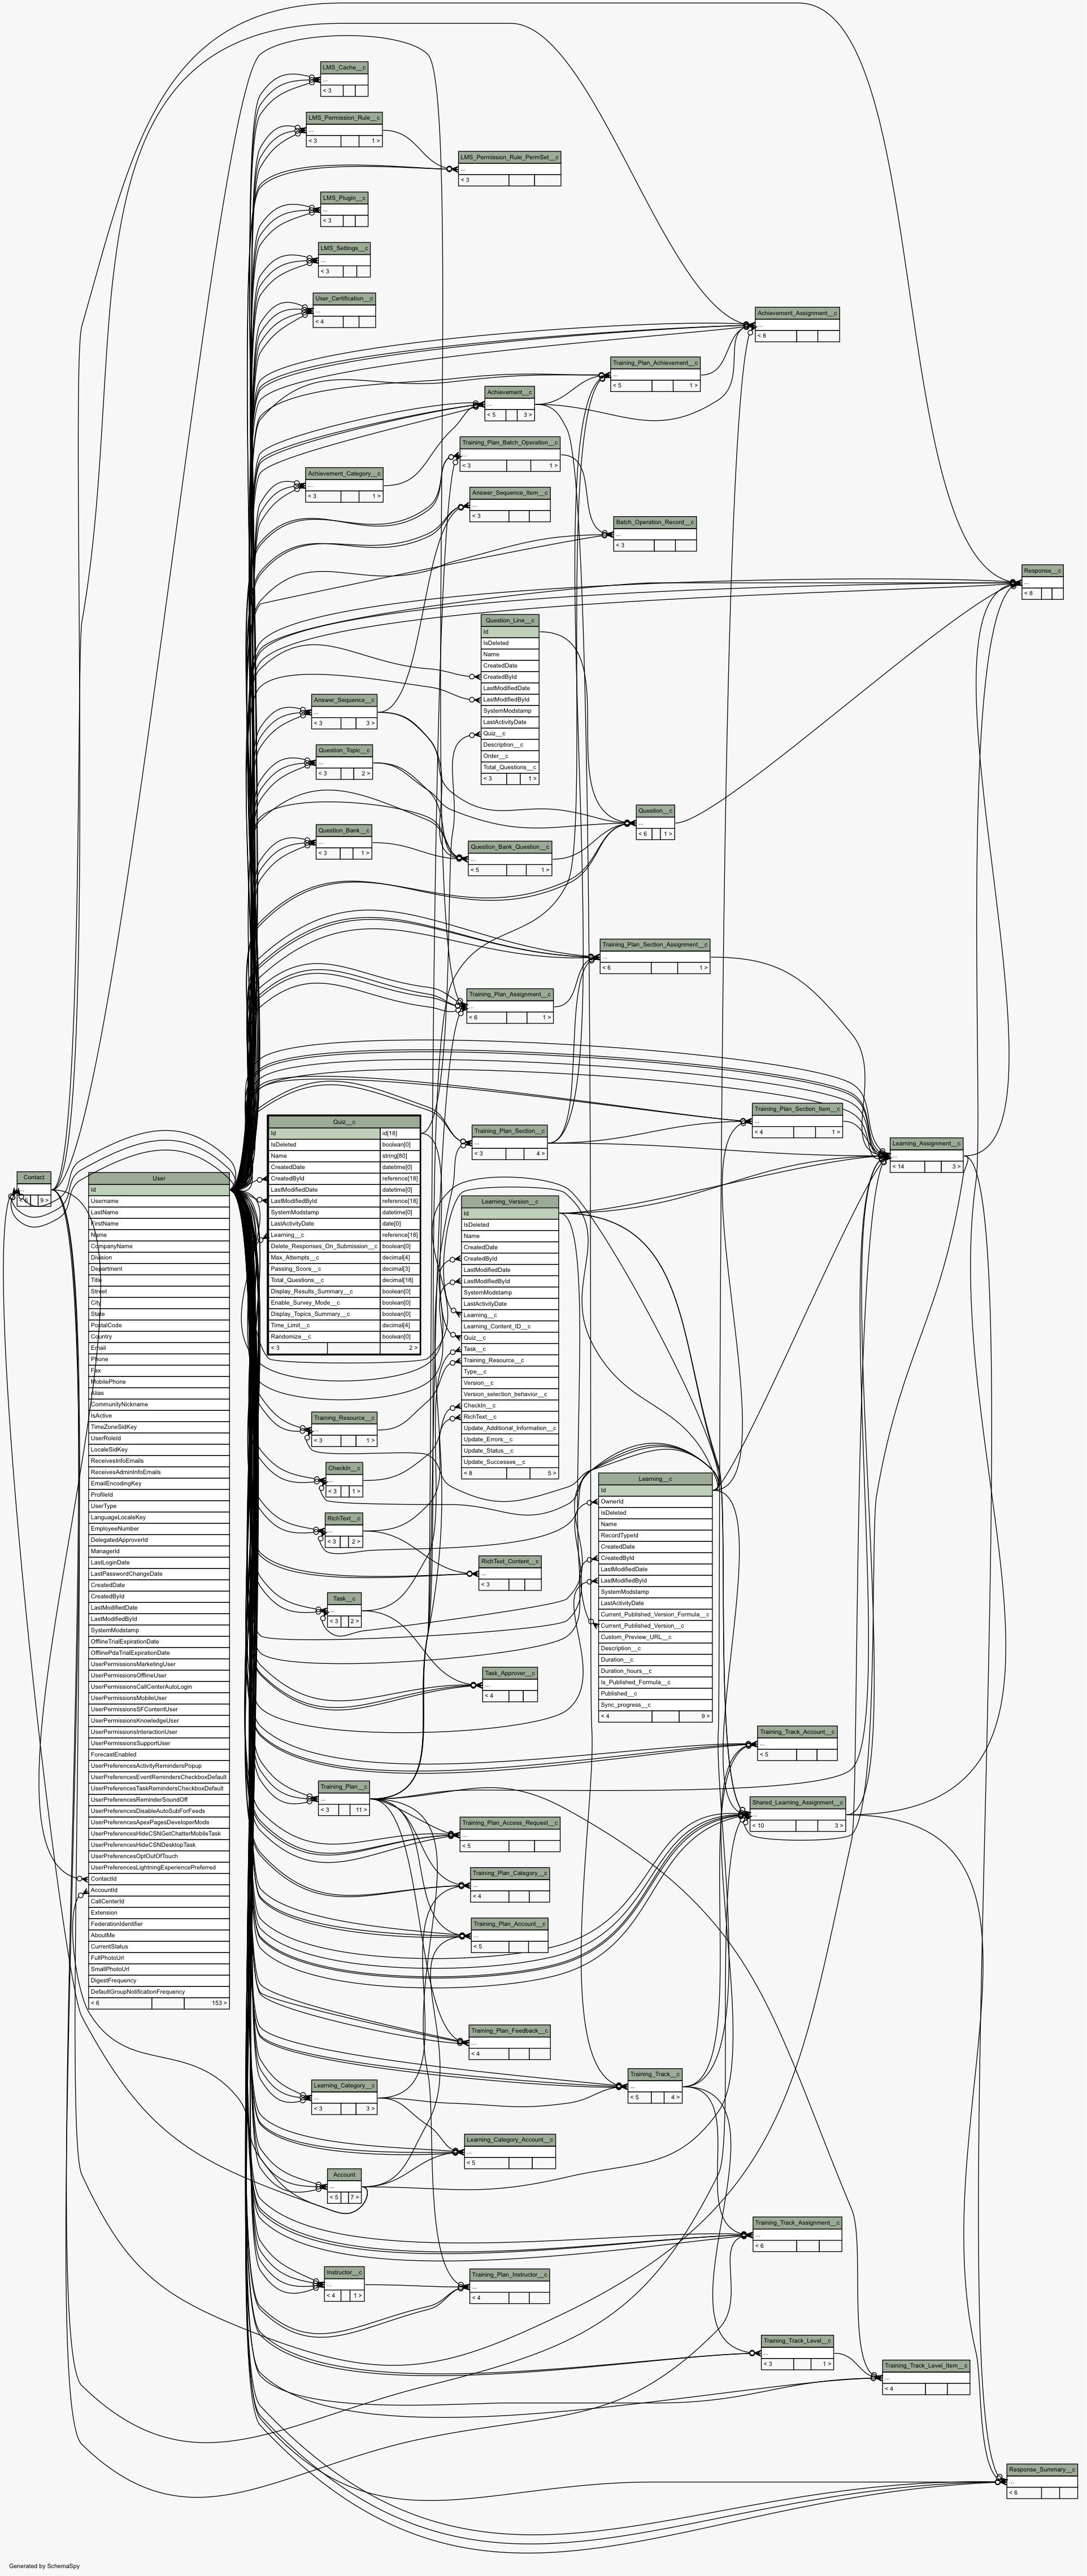 LMS_Cache__c
...
< 3
LMS_Permission_Rule__c
...
< 3 1 >
LMS_Permission_Rule_PermSet__c
...
< 3
LMS_Plugin__c
...
< 3
LMS_Settings__c
...
< 3
User_Certification__c
...
< 4
Achievement_Assignment__c
...
< 8
Training_Plan_Achievement__c
...
< 5 1 >
Achievement__c
...
< 5 3 >
Training_Plan_Batch_Operation__c
...
< 3 1 >
Achievement_Category__c
...
< 3 1 >
Answer_Sequence_Item__c
...
< 3
Batch_Operation_Record__c
...
< 3
Response__c
...
< 8
Question_Line__c
Id
IsDeleted
Name
CreatedDate
CreatedById
LastModifiedDate
LastModifiedById
SystemModstamp
LastActivityDate
Quiz__c
Description__c
Order__c
Total_Questions__c
< 3 1 >
Answer_Sequence__c
...
< 3 3 >
Question_Topic__c
...
< 3 2 >
Question__c
...
< 6 1 >
Question_Bank__c
...
< 3 1 >
Question_Bank_Question__c
...
< 5 1 >
Training_Plan_Section_Assignment__c
...
< 6 1 >
Training_Plan_Assignment__c
...
< 6 1 >
Training_Plan_Section_Item__c
...
< 4 1 >
Training_Plan_Section__c
...
< 3 4 >
Learning_Assignment__c
...
< 14 3 >
Contact
...
9 >
Quiz__c
Id id[18]
IsDeleted boolean[0]
Name string[80]
CreatedDate datetime[0]
CreatedById reference[18]
LastModifiedDate datetime[0]
LastModifiedById reference[18]
SystemModstamp datetime[0]
LastActivityDate date[0]
Learning__c reference[18]
Delete_Responses_On_Submission__c boolean[0]
Max_Attempts__c decimal[4]
Passing_Score__c decimal[3]
Total_Questions__c decimal[18]
Display_Results_Summary__c boolean[0]
Enable_Survey_Mode__c boolean[0]
Display_Topics_Summary__c boolean[0]
Time_Limit__c decimal[4]
Randomize__c boolean[0]
< 3 2 >
User
Id
Username
LastName
FirstName
Name
CompanyName
Division
Department
Title
Street
City
State
PostalCode
Country
Email
Phone
Fax
MobilePhone
Alias
CommunityNickname
IsActive
TimeZoneSidKey
UserRoleId
LocaleSidKey
ReceivesInfoEmails
ReceivesAdminInfoEmails
EmailEncodingKey
ProfileId
UserType
LanguageLocaleKey
EmployeeNumber
DelegatedApproverId
ManagerId
LastLoginDate
LastPasswordChangeDate
CreatedDate
CreatedById
LastModifiedDate
LastModifiedById
SystemModstamp
OfflineTrialExpirationDate
OfflinePdaTrialExpirationDate
UserPermissionsMarketingUser
UserPermissionsOfflineUser
UserPermissionsCallCenterAutoLogin
UserPermissionsMobileUser
UserPermissionsSFContentUser
UserPermissionsKnowledgeUser
UserPermissionsInteractionUser
UserPermissionsSupportUser
ForecastEnabled
UserPreferencesActivityRemindersPopup
UserPreferencesEventRemindersCheckboxDefault
UserPreferencesTaskRemindersCheckboxDefault
UserPreferencesReminderSoundOff
UserPreferencesDisableAutoSubForFeeds
UserPreferencesApexPagesDeveloperMode
UserPreferencesHideCSNGetChatterMobileTask
UserPreferencesHideCSNDesktopTask
UserPreferencesOptOutOfTouch
UserPreferencesLightningExperiencePreferred
ContactId
AccountId
CallCenterId
Extension
FederationIdentifier
AboutMe
CurrentStatus
FullPhotoUrl
SmallPhotoUrl
DigestFrequency
DefaultGroupNotificationFrequency
< 6 153 >
Learning_Version__c
Id
IsDeleted
Name
CreatedDate
CreatedById
LastModifiedDate
LastModifiedById
SystemModstamp
LastActivityDate
Learning__c
Learning_Content_ID__c
Quiz__c
Task__c
Training_Resource__c
Type__c
Version__c
Version_selection_behavior__c
CheckIn__c
RichText__c
Update_Additional_Information__c
Update_Errors__c
Update_Status__c
Update_Successes__c
< 8 5 >
Training_Resource__c
...
< 3 1 >
CheckIn__c
...
< 3 1 >
RichText__c
...
< 3 2 >
RichText_Content__c
...
< 3
Task__c
...
< 3 2 >
Learning__c
Id
OwnerId
IsDeleted
Name
RecordTypeId
CreatedDate
CreatedById
LastModifiedDate
LastModifiedById
SystemModstamp
LastActivityDate
Current_Published_Version_Formula__c
Current_Published_Version__c
Custom_Preview_URL__c
Description__c
Duration__c
Duration_hours__c
Is_Published_Formula__c
Published__c
Sync_progress__c
< 4 9 >
Task_Approver__c
...
< 4
Training_Track_Account__c
...
< 5
Training_Plan__c
...
< 3 11 >
Shared_Learning_Assignment__c
...
< 10 3 >
Training_Plan_Access_Request__c
...
< 5
Training_Plan_Category__c
...
< 4
Training_Plan_Account__c
...
< 5
Training_Plan_Feedback__c
...
< 4
Training_Track__c
...
< 5 4 >
Learning_Category__c
...
< 3 3 >
Learning_Category_Account__c
...
< 5
Account
...
< 5 7 >
Training_Track_Assignment__c
...
< 6
Instructor__c
...
< 4 1 >
Training_Plan_Instructor__c
...
< 4
Training_Track_Level__c
...
< 3 1 >
Training_Track_Level_Item__c
...
< 4
Response_Summary__c
...
< 6
Generated by SchemaSpy